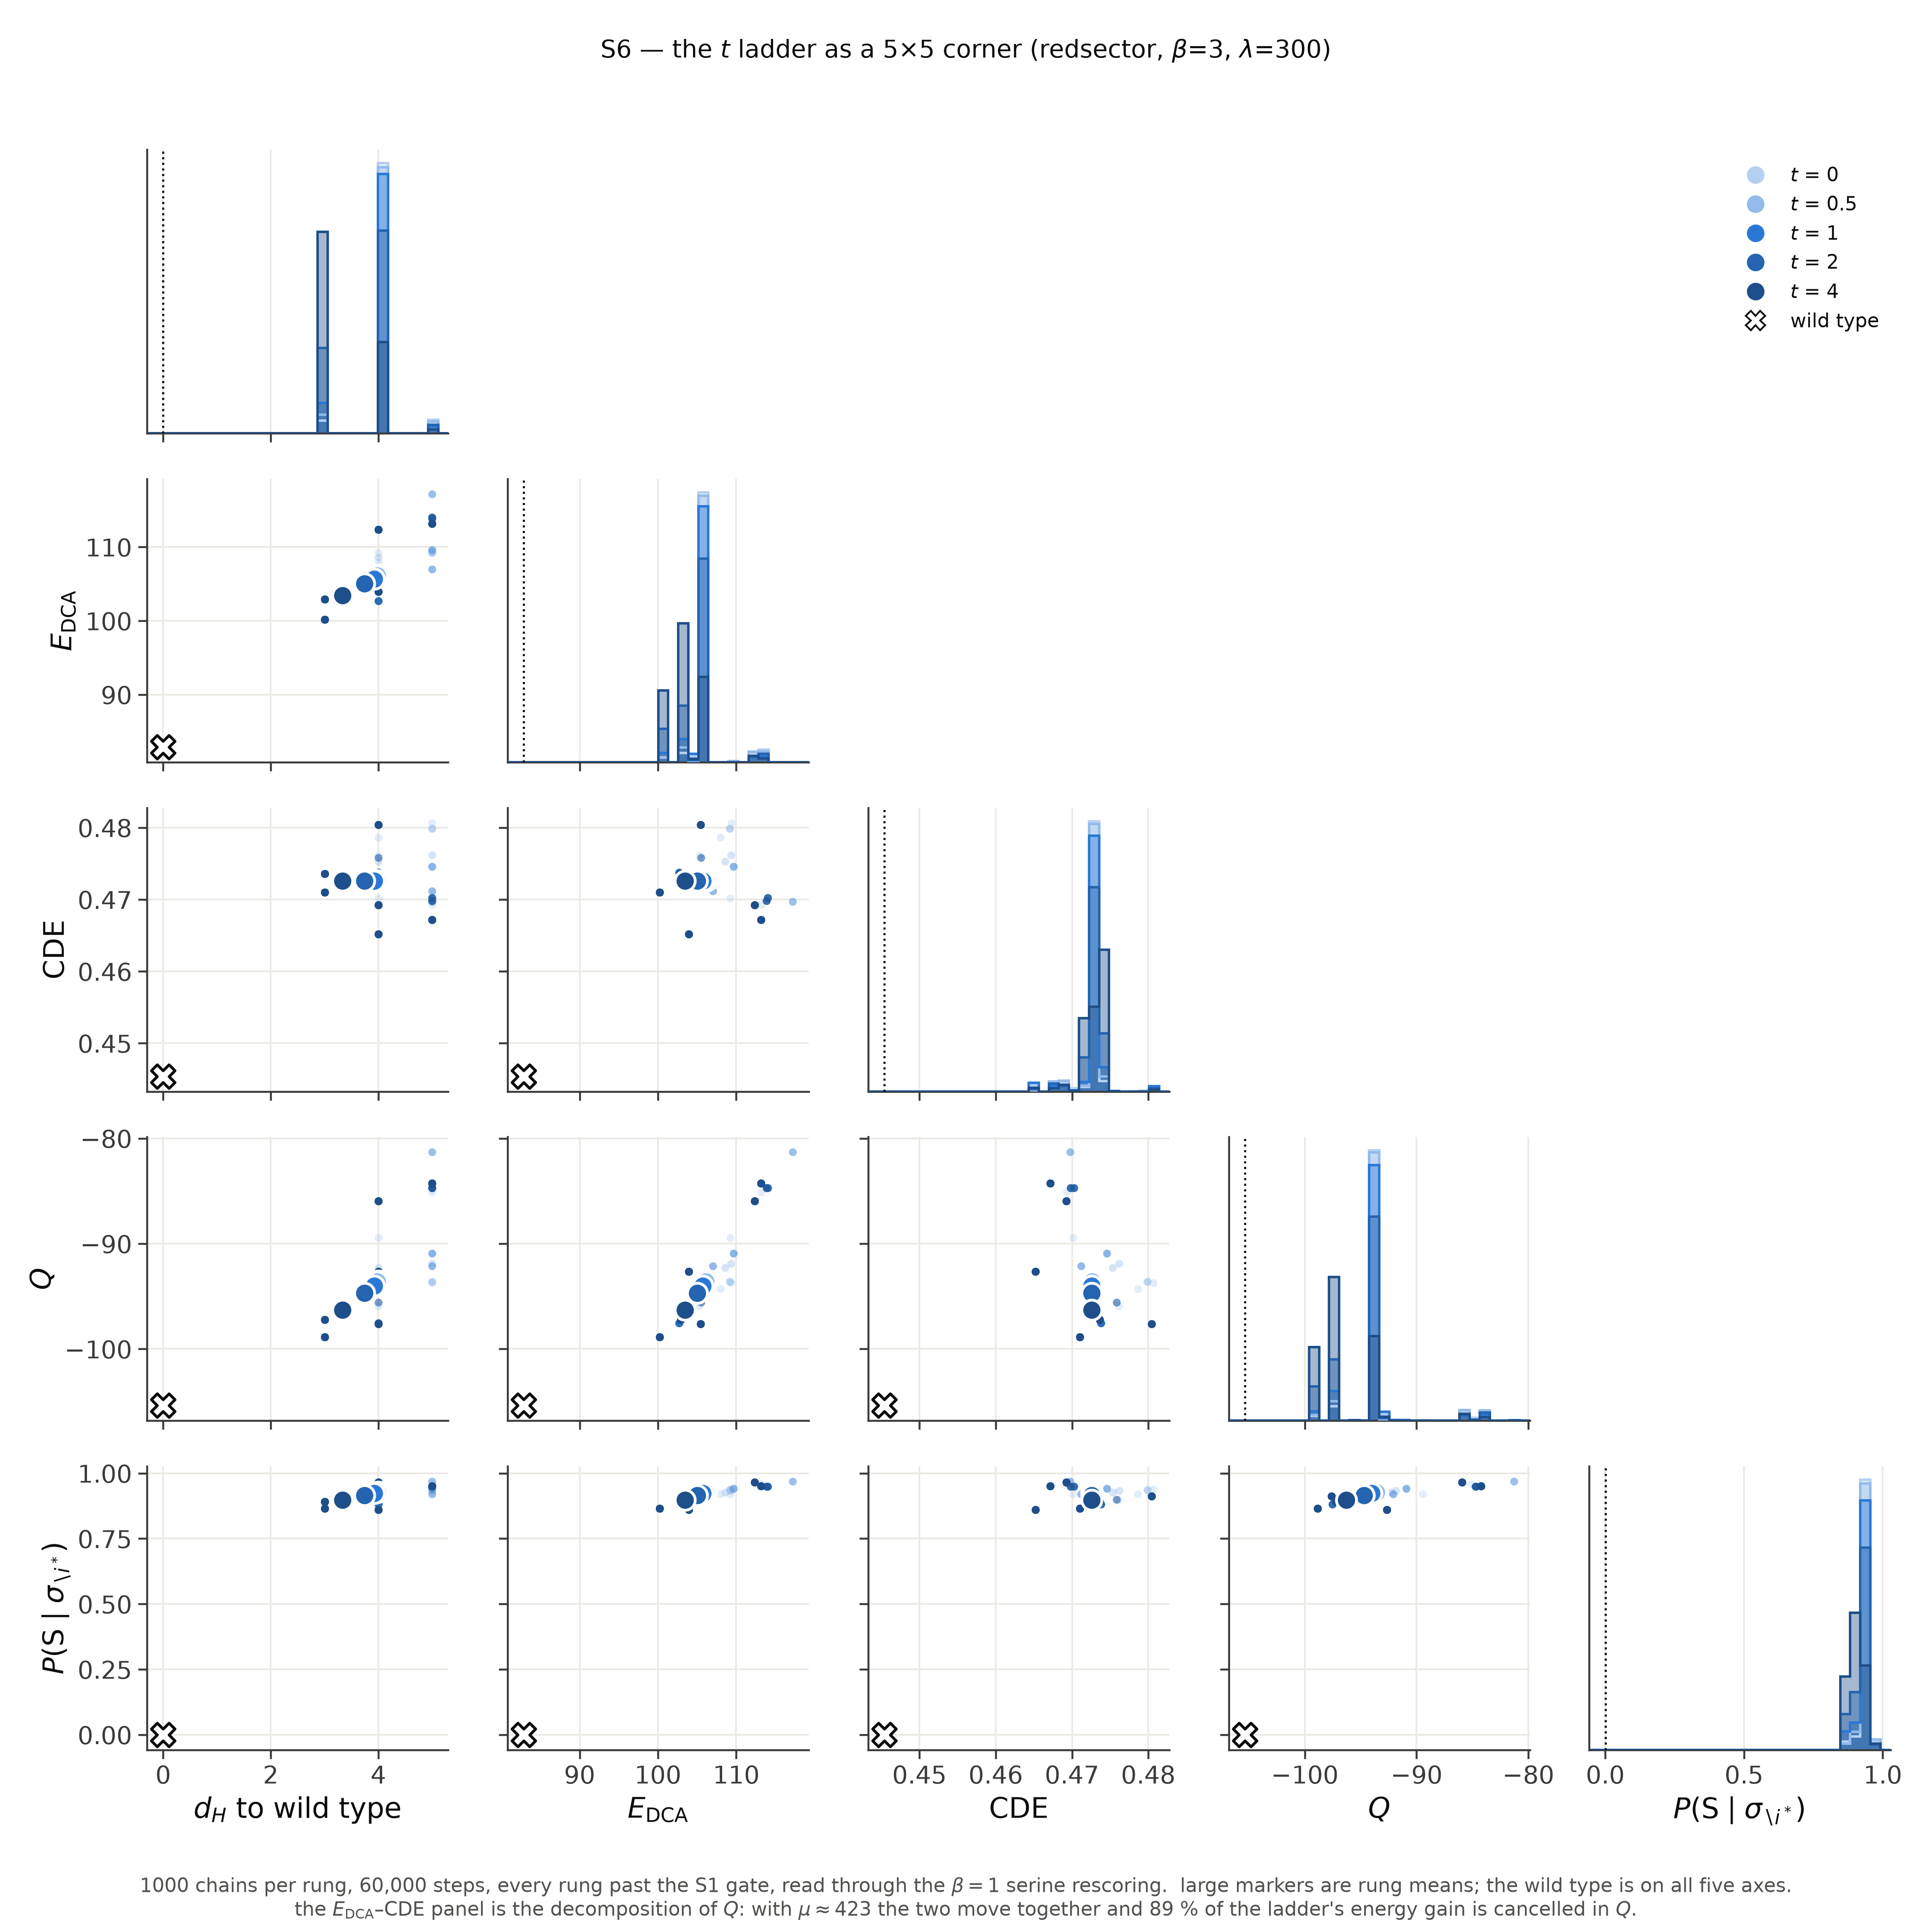 S6 — the t ladder as a 5×5 corner (redsector, β=3, λ=300)
t = 0
t = 0.5
t = 1
t = 2
t = 4
wild type
110
100
90
E_DCA
0.48
0.47
0.46
0.45
CDE
−80
−90
−100
Q
1.00
0.75
0.50
0.25
0.00
P(S | σ_\i*)
0 2 4
90 100 110
0.45 0.46 0.47 0.48
−100 −90 −80
0.0 0.5 1.0
d_H to wild type
E_DCA
CDE
Q
P(S | σ_\i*)
1000 chains per rung, 60,000 steps, every rung past the S1 gate, read through the β = 1 serine rescoring. large markers are rung means; the wild type is on all five axes.
the E_DCA–CDE panel is the decomposition of Q: with μ ≈ 423 the two move together and 89 % of the ladder's energy gain is cancelled in Q.